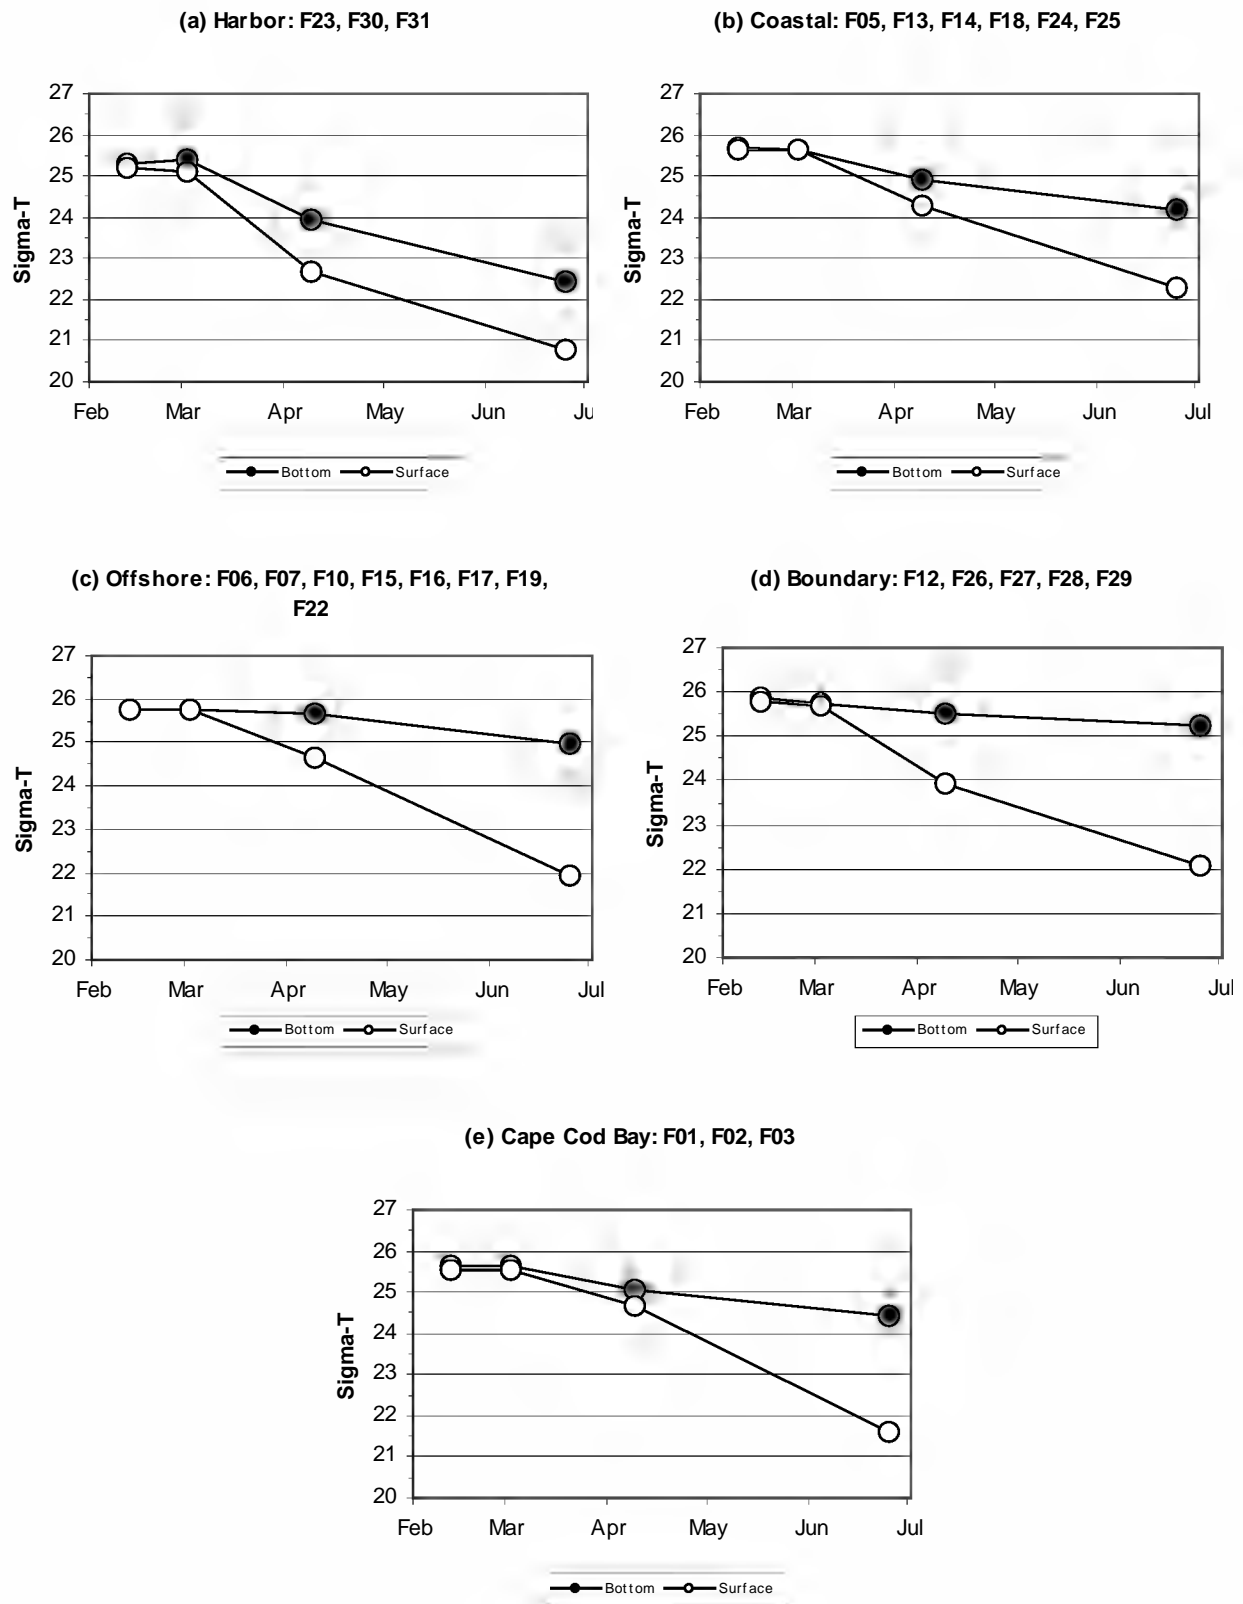 (a) Harbor: F23, F30, F31
27
26
25
24
23
22
21
20
Sigma-T
Feb Mar Apr May Jun Ju
Bottom Surface
(b) Coastal: F05, F13, F14, F18, F24, F25
27
26
25
24
23
22
21
20
Sigma-T
Feb Mar Apr May Jun Jul
Bottom Surface
(c) Offshore: F06, F07, F10, F15, F16, F17, F19,
F22
27
26
25
24
23
22
21
20
Sigma-T
Feb Mar Apr May Jun Jul
Bottom Surface
(d) Boundary: F12, F26, F27, F28, F29
27
26
25
24
23
22
21
20
Sigma-T
Feb Mar Apr May Jun Jul
Bottom Surface
(e) Cape Cod Bay: F01, F02, F03
27
26
25
24
23
22
21
20
Sigma-T
Feb Mar Apr May Jun Jul
Bottom Surface